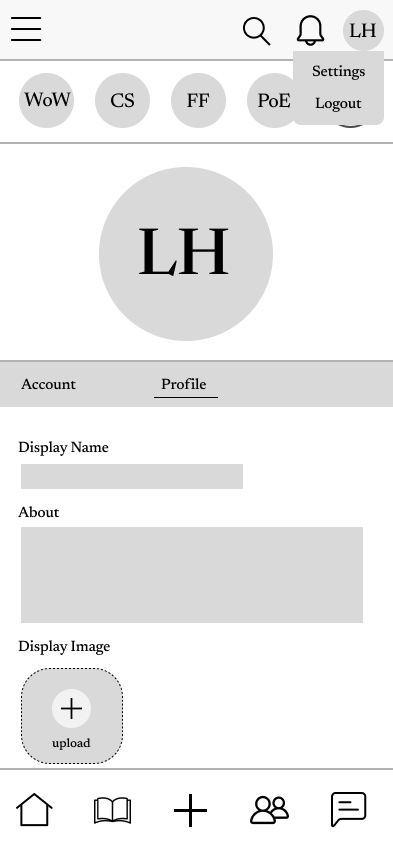 LH
Settings
Logout
WoW CS FF PoE
LH
Account Profile
Display Name
About
Display Image
upload